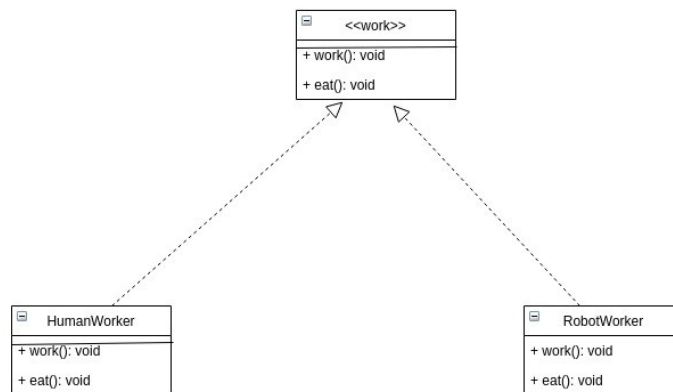 <<work>>
+ work(): void
+ eat(): void
HumanWorker
+ work(): void
+ eat(): void
RobotWorker
+ work(): void
+ eat(): void